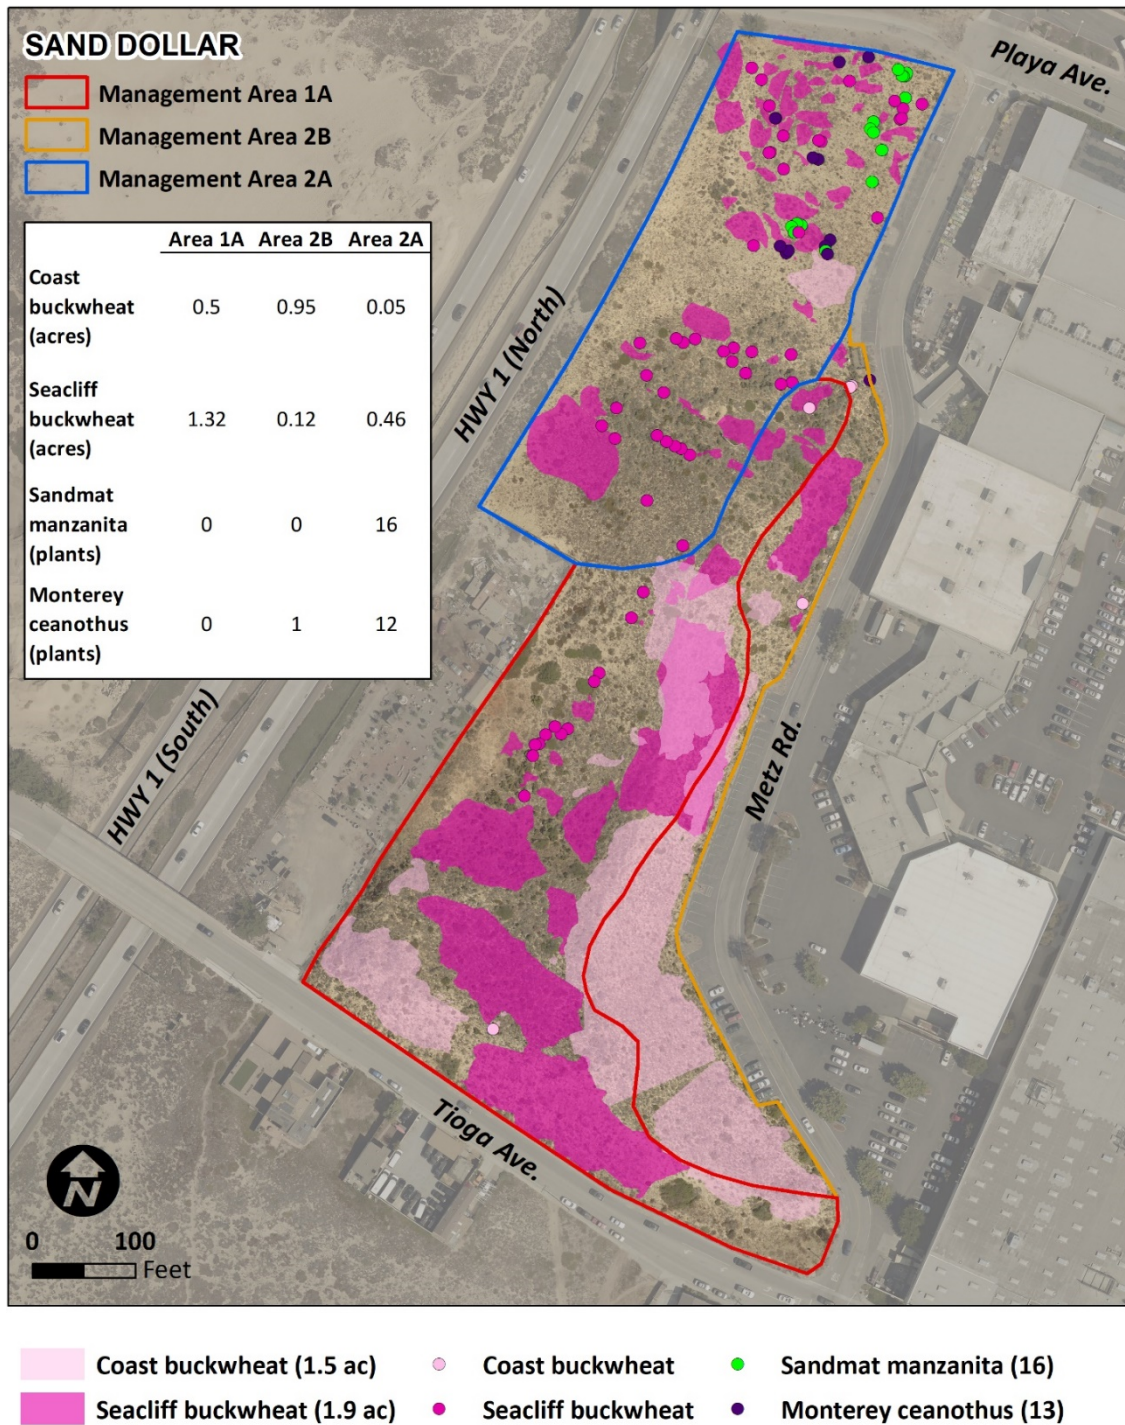 SAND DOLLAR
Management Area 1A
Management Area 2B
Management Area 2A
Area 1A Area 2B Area 2A
Coast
buckwheat 0.5 0.95 0.05
(acres)
Seacliff
buckwheat 1.32 0.12 0.46
(acres)
Sandmat
manzanita 0 0 16
(plants)
Monterey
ceanothus 0 1 12
(plants)
Playa Ave.
HWY 1 (North)
HWY 1 (South)
Metz Rd.
Tioga Ave.
N
0 100
Feet
Coast buckwheat (1.5 ac) Coast buckwheat Sandmat manzanita (16)
Seacliff buckwheat (1.9 ac) Seacliff buckwheat Monterey ceanothus (13)